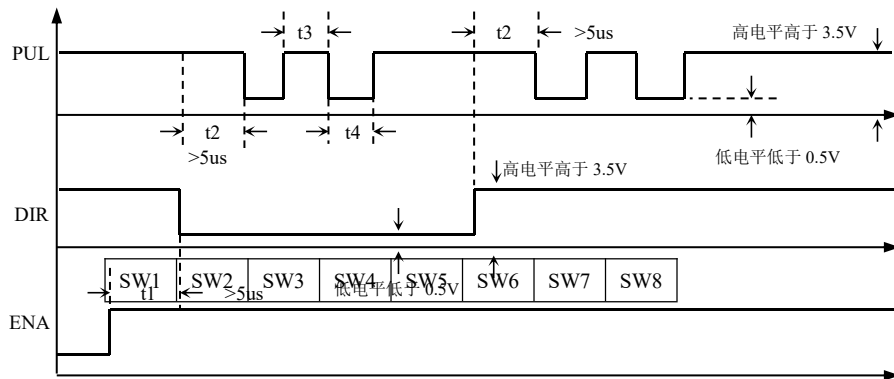 t3
t2
>5us
高电平高于 3.5V
PUL
t2
t4
>5us
低电平低于 0.5V
高电平高于 3.5V
DIR
SW1 SW2 SW3 SW4 SW5 SW6 SW7 SW8
t1
>5us
低电平低于 0.5V
ENA